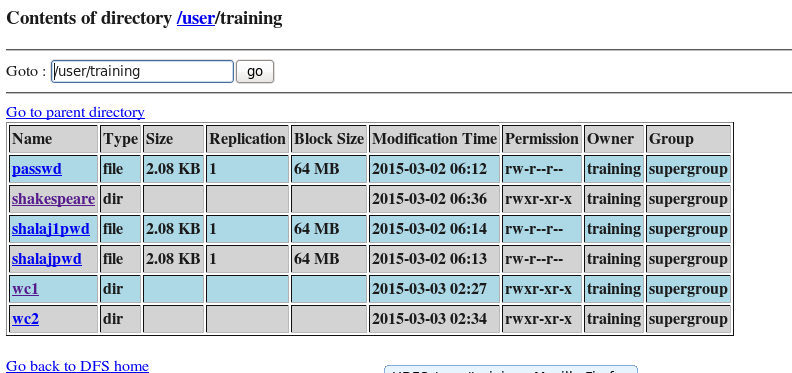 Contents of directory /user/training
Goto : /user/training go
Go to parent directory
Name Type Size Replication Block Size Modification Time Permission Owner Group
passwd file 2.08 KB 1 64 MB 2015-03-02 06:12 rw-r--r-- training supergroup
shakespeare dir 2015-03-02 06:36 rwxr-xr-x training supergroup
shalaj1pwd file 2.08 KB 1 64 MB 2015-03-02 06:14 rw-r--r-- training supergroup
shalajpwd file 2.08 KB 1 64 MB 2015-03-02 06:13 rw-r--r-- training supergroup
wc1 dir 2015-03-03 02:27 rwxr-xr-x training supergroup
wc2 dir 2015-03-03 02:34 rwxr-xr-x training supergroup
Go back to DFS home